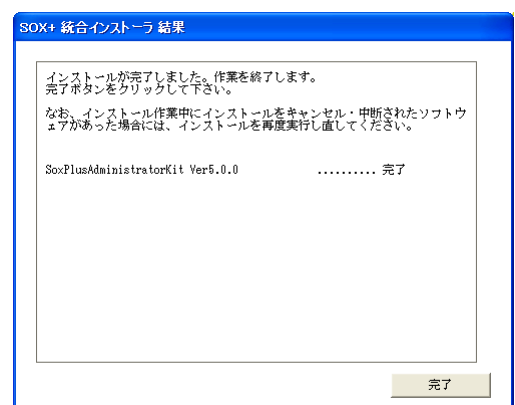 SOX+ 統合インストーラ 結果
インストールが完了しました。作業を終了します。
完了ボタンをクリックして下さい。
なお、インストール作業中にインストールをキャンセル・中断されたソフトウ
ェアがあった場合には、インストールを再度実行し直してください。
SoxPlusAdministratorKit Ver5.0.0 .......... 完了
完了